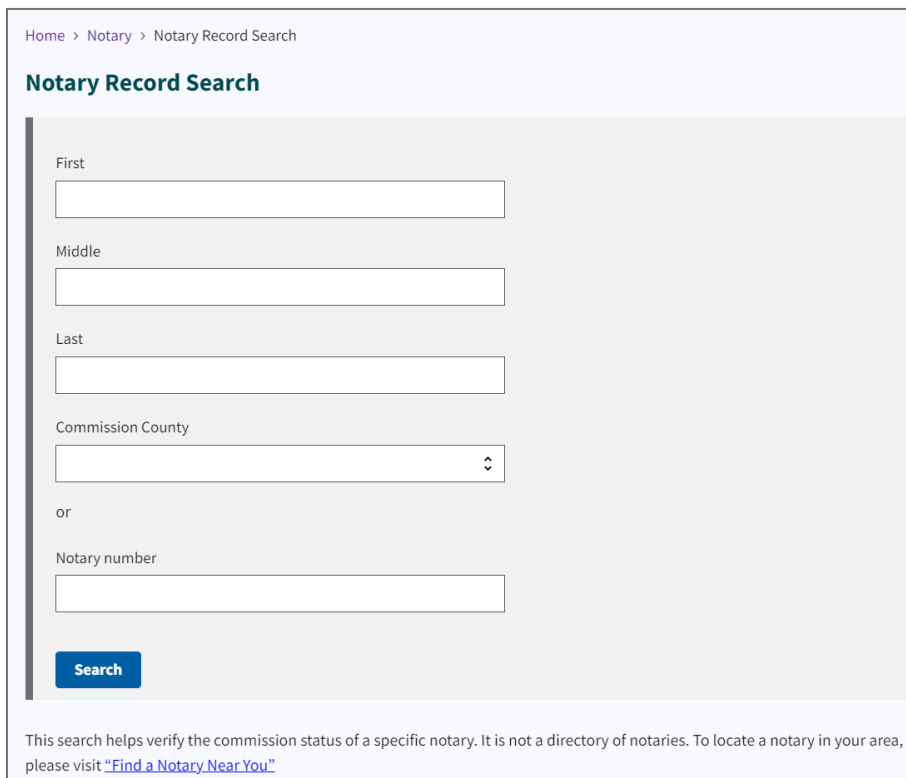 Home > Notary > Notary Record Search
Notary Record Search
First
Middle
Last
Commission County
or
Notary number
Search
This search helps verify the commission status of a specific notary. It is not a directory of notaries. To locate a notary in your area,
please visit “Find a Notary Near You”